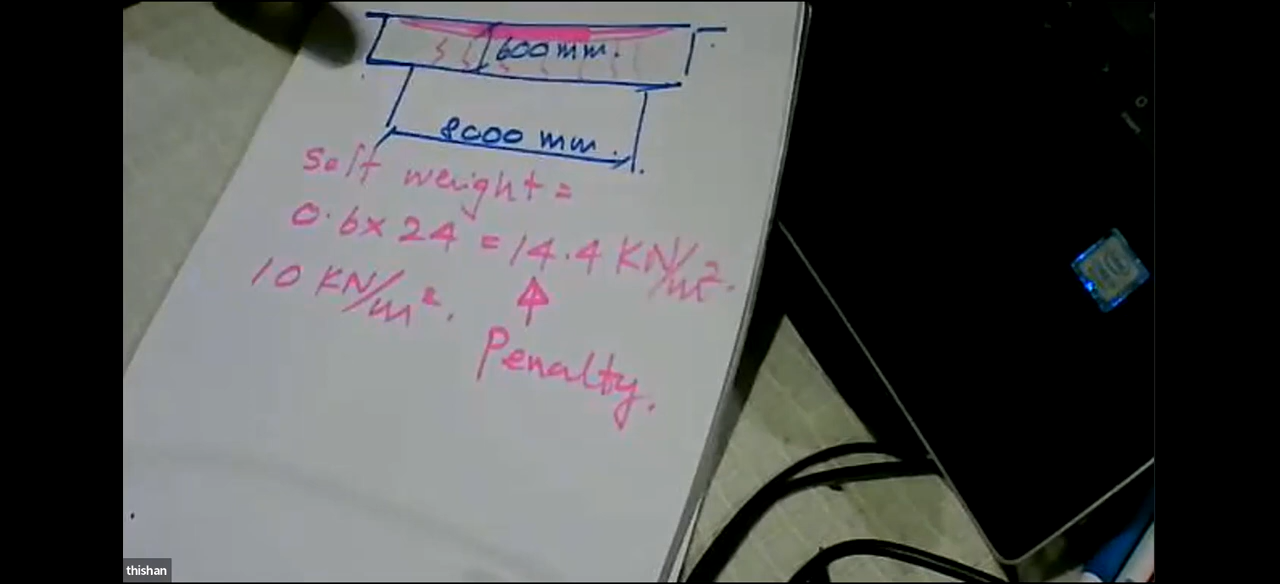 600 mm.
8000 mm.
Self weight =
0.6 x 24 = 14.4 KN/m².
10 KN/m².
Penalty.
thishan